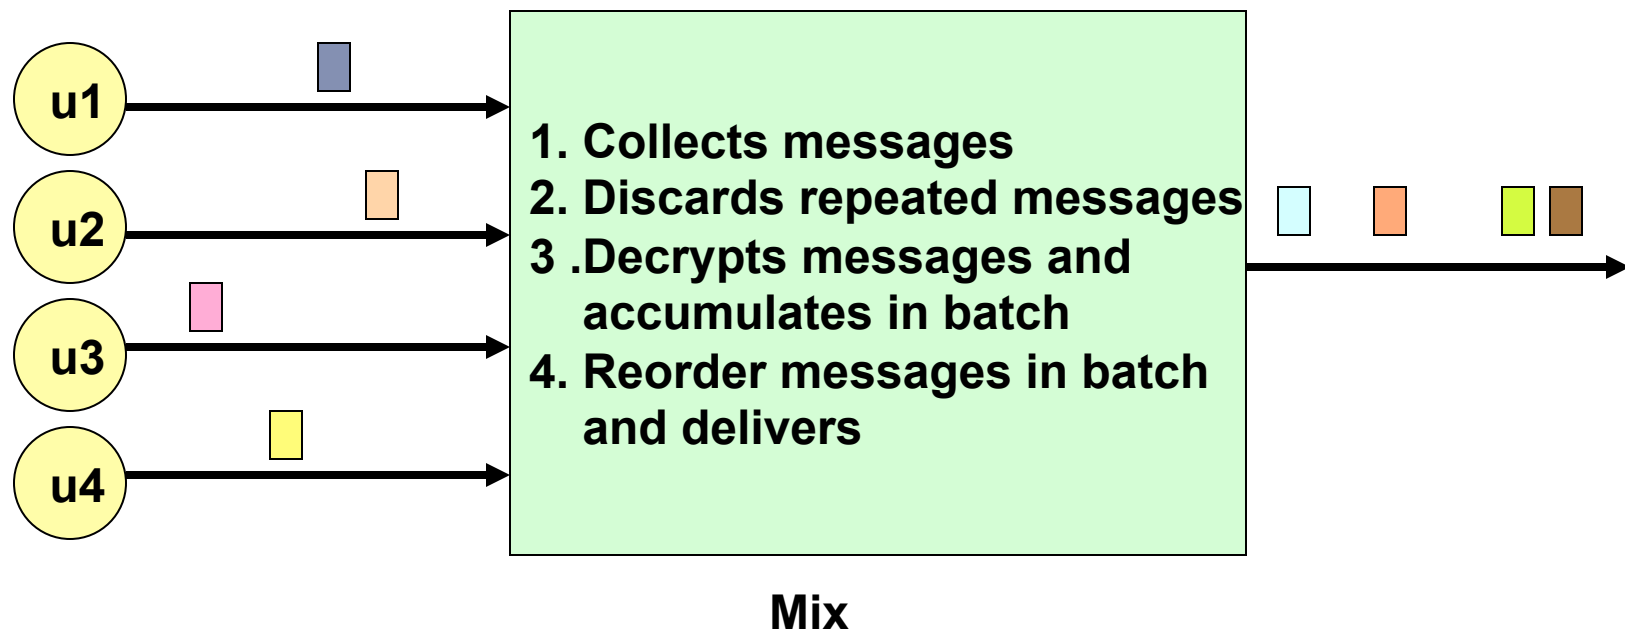 u1
u2
u3
u4
1. Collects messages
2. Discards repeated messages
3 .Decrypts messages and
accumulates in batch
4. Reorder messages in batch
and delivers
Mix